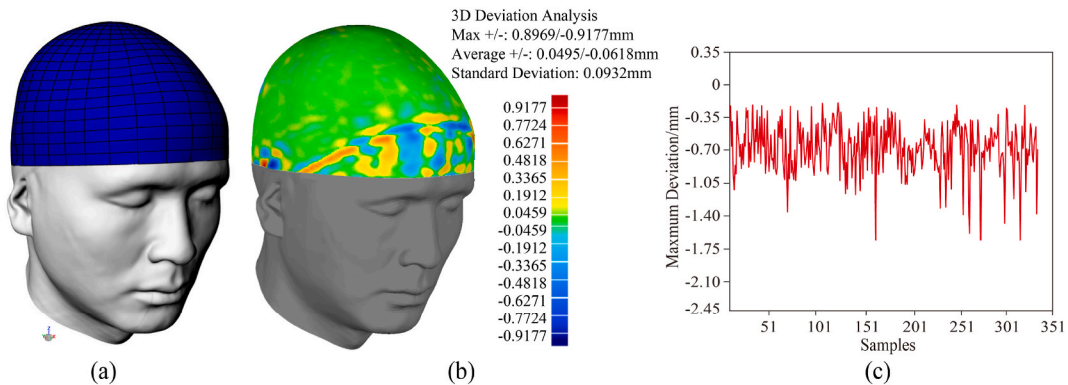 3D Deviation Analysis
Max +/-: 0.8969/-0.9177mm
Average +/-: 0.0495/-0.0618mm
Standard Deviation: 0.0932mm
0.9177
0.7724
0.6271
0.4818
0.3365
0.1912
0.0459
-0.0459
-0.1912
-0.3365
-0.4818
-0.6271
-0.7724
-0.9177
Maxmum Deviation/mm
0.35
0
-0.35
-0.70
-1.05
-1.40
-1.75
-2.10
-2.45
51 101 151 201 251 301 351
Samples
(a) (b) (c)